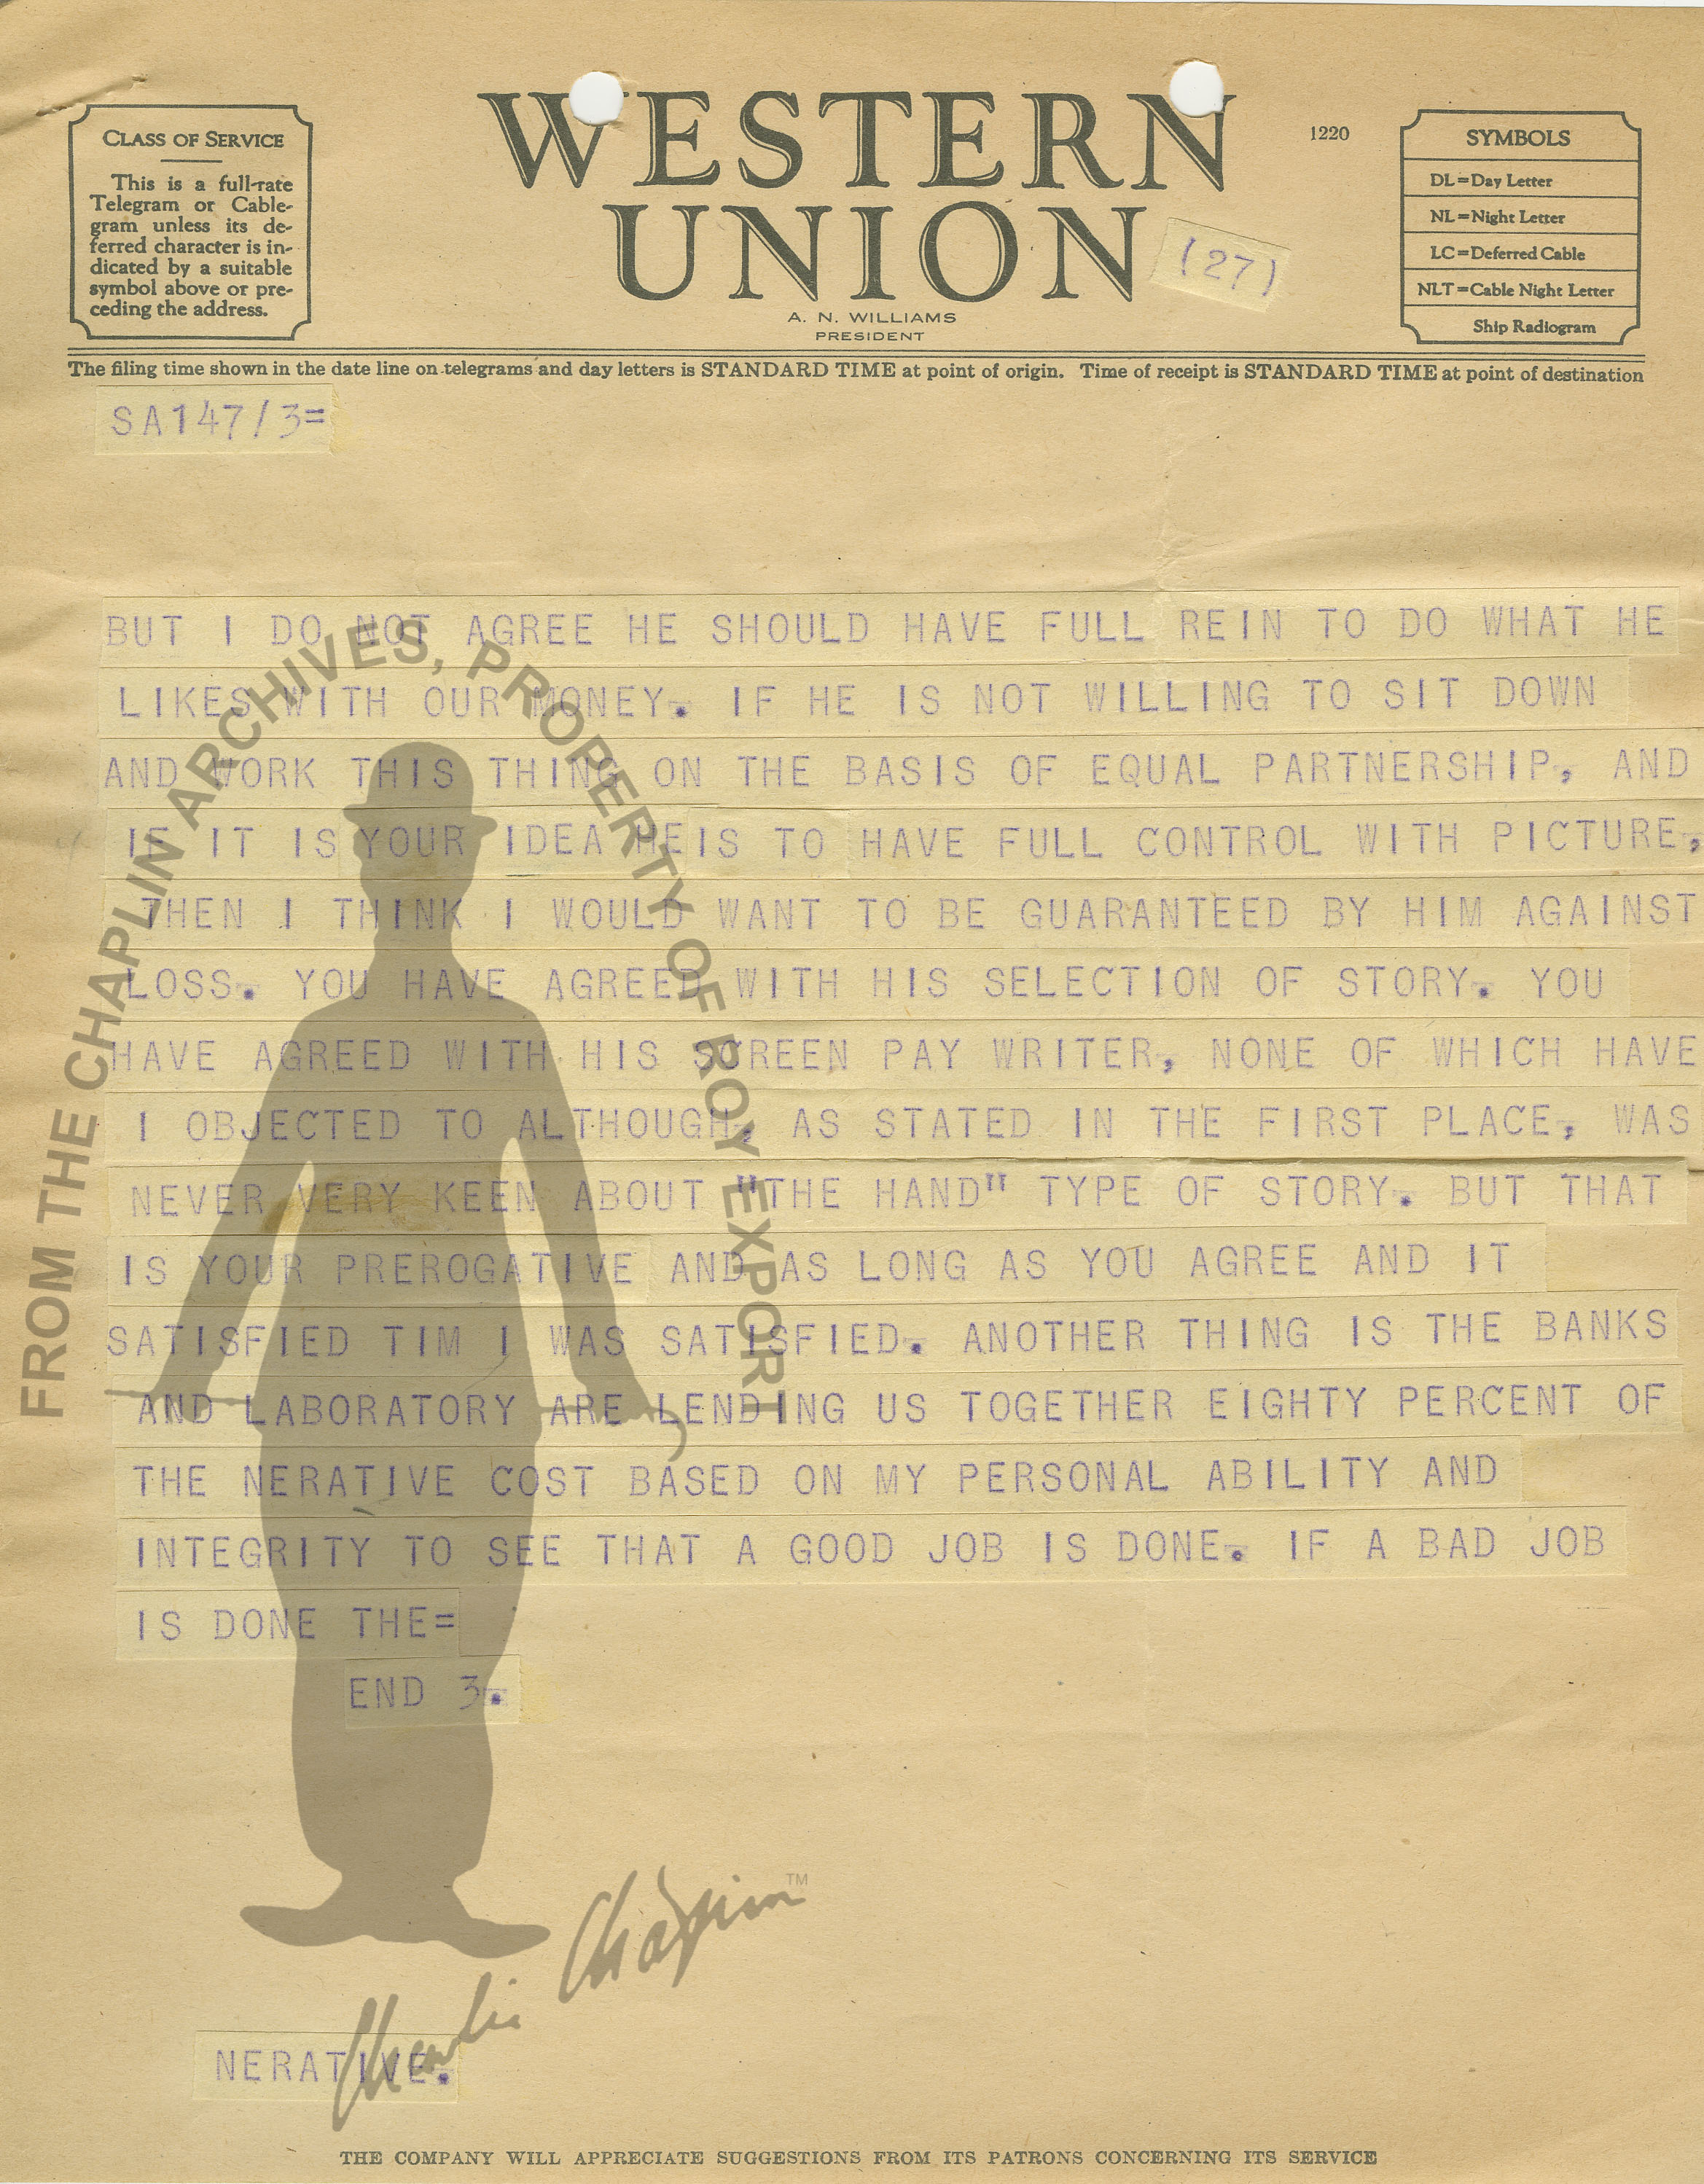 CLASS OF SERVICE
This is a full-rate
Telegram or Cable-
gram unless its de-
ferred character is in-
dicated by a suitable
symbol above or pre-
ceding the address.
WESTERN
UNION
1220
(27)
A. N. WILLIAMS
PRESIDENT
SYMBOLS
DL=Day Letter
NL=Night Letter
LC=Deferred Cable
NLT=Cable Night Letter
Ship Radiogram
The filing time shown in the date line on telegrams and day letters is STANDARD TIME at point of origin. Time of receipt is STANDARD TIME at point of destination
SA147/3=
BUT I DO NOT AGREE HE SHOULD HAVE FULL REIN TO DO WHAT HE
LIKES WITH OUR MONEY. IF HE IS NOT WILLING TO SIT DOWN
AND WORK THIS THING ON THE BASIS OF EQUAL PARTNERSHIP, AND
IF IT IS YOUR IDEA HEIS TO HAVE FULL CONTROL WITH PICTURE,
THEN I THINK I WOULD WANT TO BE GUARANTEED BY HIM AGAINST
LOSS. YOU HAVE AGREED WITH HIS SELECTION OF STORY. YOU
HAVE AGREED WITH HIS SCREEN PAY WRITER, NONE OF WHICH HAVE
I OBJECTED TO ALTHOUGH, AS STATED IN THE FIRST PLACE, WAS
NEVER VERY KEEN ABOUT "THE HAND" TYPE OF STORY. BUT THAT
IS YOUR PREROGATIVE AND AS LONG AS YOU AGREE AND IT
SATISFIED TIM I WAS SATISFIED. ANOTHER THING IS THE BANKS
AND LABORATORY ARE LENDING US TOGETHER EIGHTY PERCENT OF
THE NERATIVE COST BASED ON MY PERSONAL ABILITY AND
INTEGRITY TO SEE THAT A GOOD JOB IS DONE. IF A BAD JOB
IS DONE THE=
END 3.
NERATIVE.
THE COMPANY WILL APPRECIATE SUGGESTIONS FROM ITS PATRONS CONCERNING ITS SERVICE
FROM THE CHAPLIN ARCHIVES, PROPERTY OF ROY EXPORT
Charlie Chaplin TM